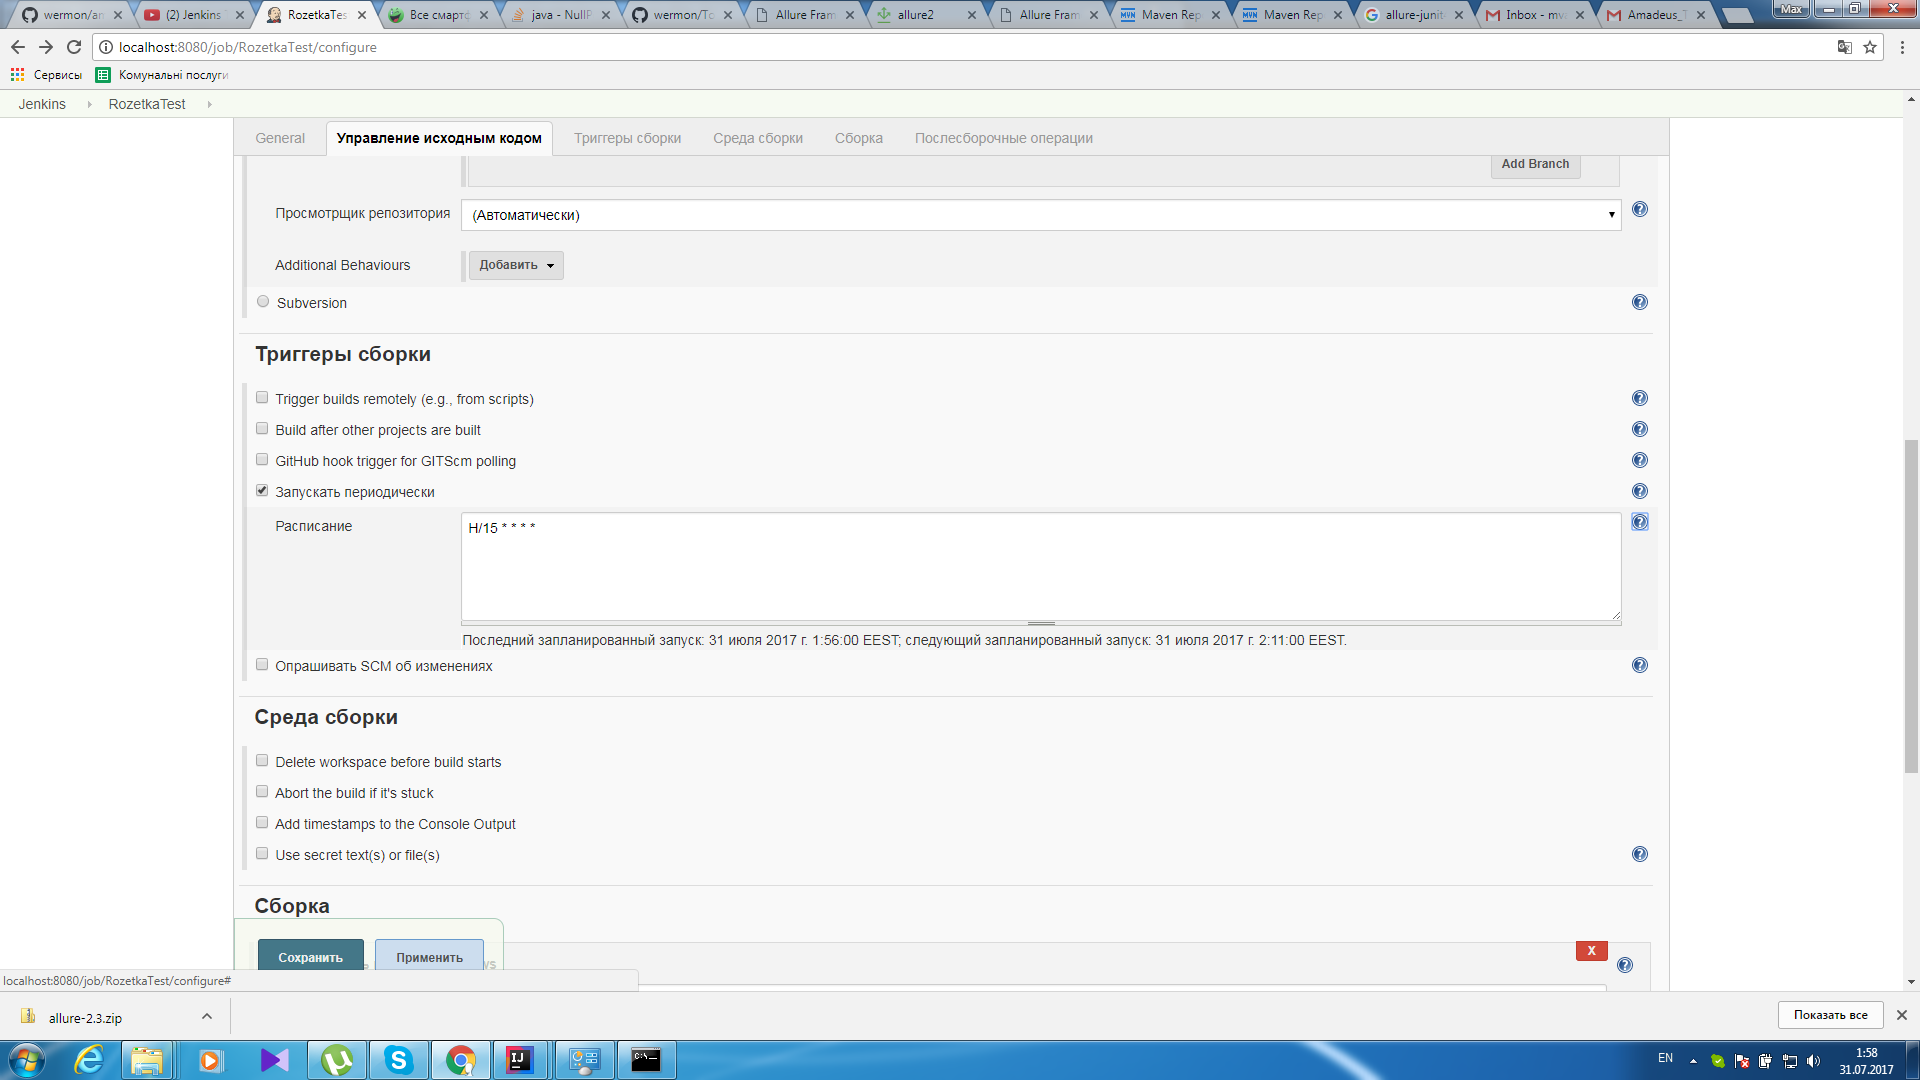 wermon/an
(2) Jenkins T
RozetkaTes
Все смартф
java - NullP
wermon/To
Allure Fram
allure2
Allure Fram
Maven Rep
Maven Rep
allure-junit
Inbox - mv
Amadeus_T
Max
localhost:8080/job/RozetkaTest/configure
Сервисы
Комунальні послуги
Jenkins
RozetkaTest
General
Управление исходным кодом
Триггеры сборки
Среда сборки
Сборка
Послесборочные операции
Add Branch
Просмотрщик репозитория
(Автоматически)
Additional Behaviours
Добавить
Subversion
Триггеры сборки
Trigger builds remotely (e.g., from scripts)
Build after other projects are built
GitHub hook trigger for GITScm polling
Запускать периодически
Расписание
H/15 * * * *
Последний запланированный запуск: 31 июля 2017 г. 1:56:00 EEST; следующий запланированный запуск: 31 июля 2017 г. 2:11:00 EEST.
Опрашивать SCM об изменениях
Среда сборки
Delete workspace before build starts
Abort the build if it's stuck
Add timestamps to the Console Output
Use secret text(s) or file(s)
Сборка
Сохранить
Применить
X
localhost:8080/job/RozetkaTest/configure#
allure-2.3.zip
Показать все
EN
1:58
31.07.2017